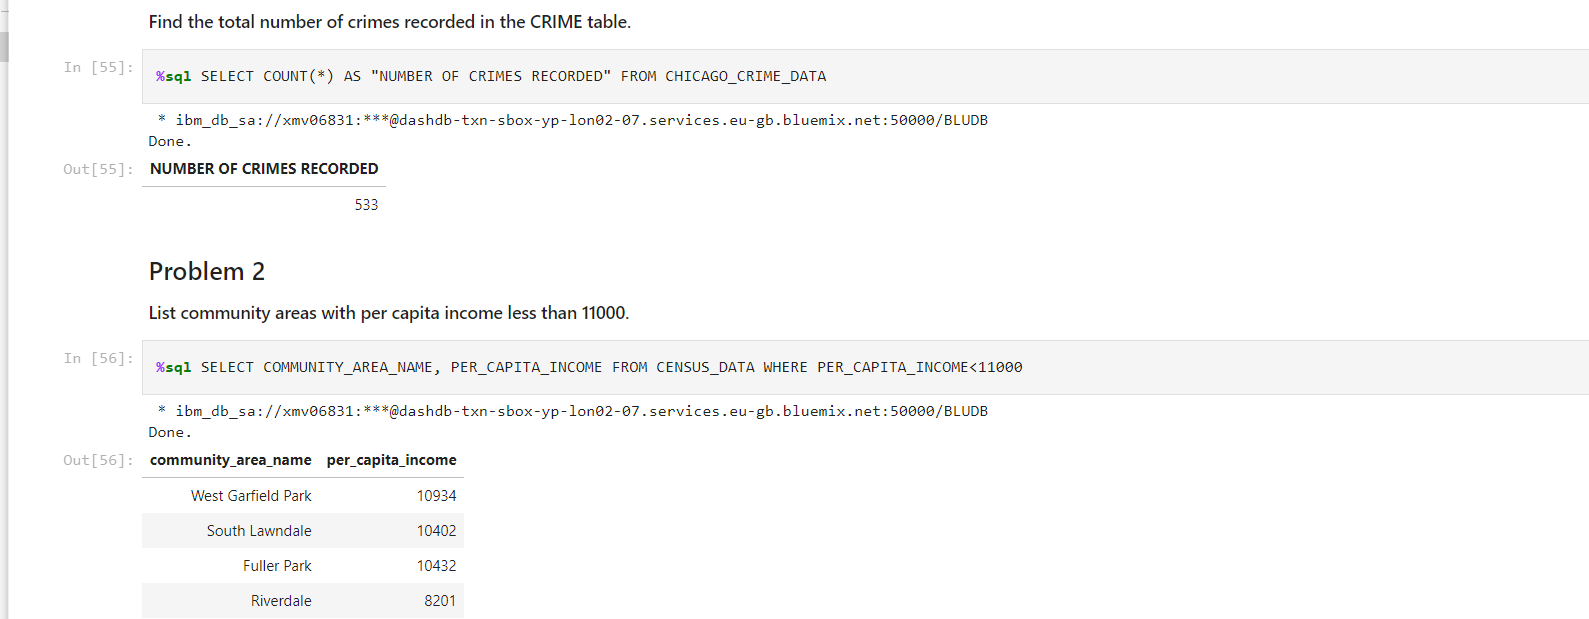 Find the total number of crimes recorded in the CRIME table.
In [55]: %sql SELECT COUNT(*) AS "NUMBER OF CRIMES RECORDED" FROM CHICAGO_CRIME_DATA
* ibm_db_sa://xmv06831:***@dashdb-txn-sbox-yp-lon02-07.services.eu-gb.bluemix.net:50000/BLUDB
Done.
Out[55]: NUMBER OF CRIMES RECORDED
533
Problem 2
List community areas with per capita income less than 11000.
In [56]: %sql SELECT COMMUNITY_AREA_NAME, PER_CAPITA_INCOME FROM CENSUS_DATA WHERE PER_CAPITA_INCOME<11000
* ibm_db_sa://xmv06831:***@dashdb-txn-sbox-yp-lon02-07.services.eu-gb.bluemix.net:50000/BLUDB
Done.
Out[56]: community_area_name per_capita_income
West Garfield Park 10934
South Lawndale 10402
Fuller Park 10432
Riverdale 8201